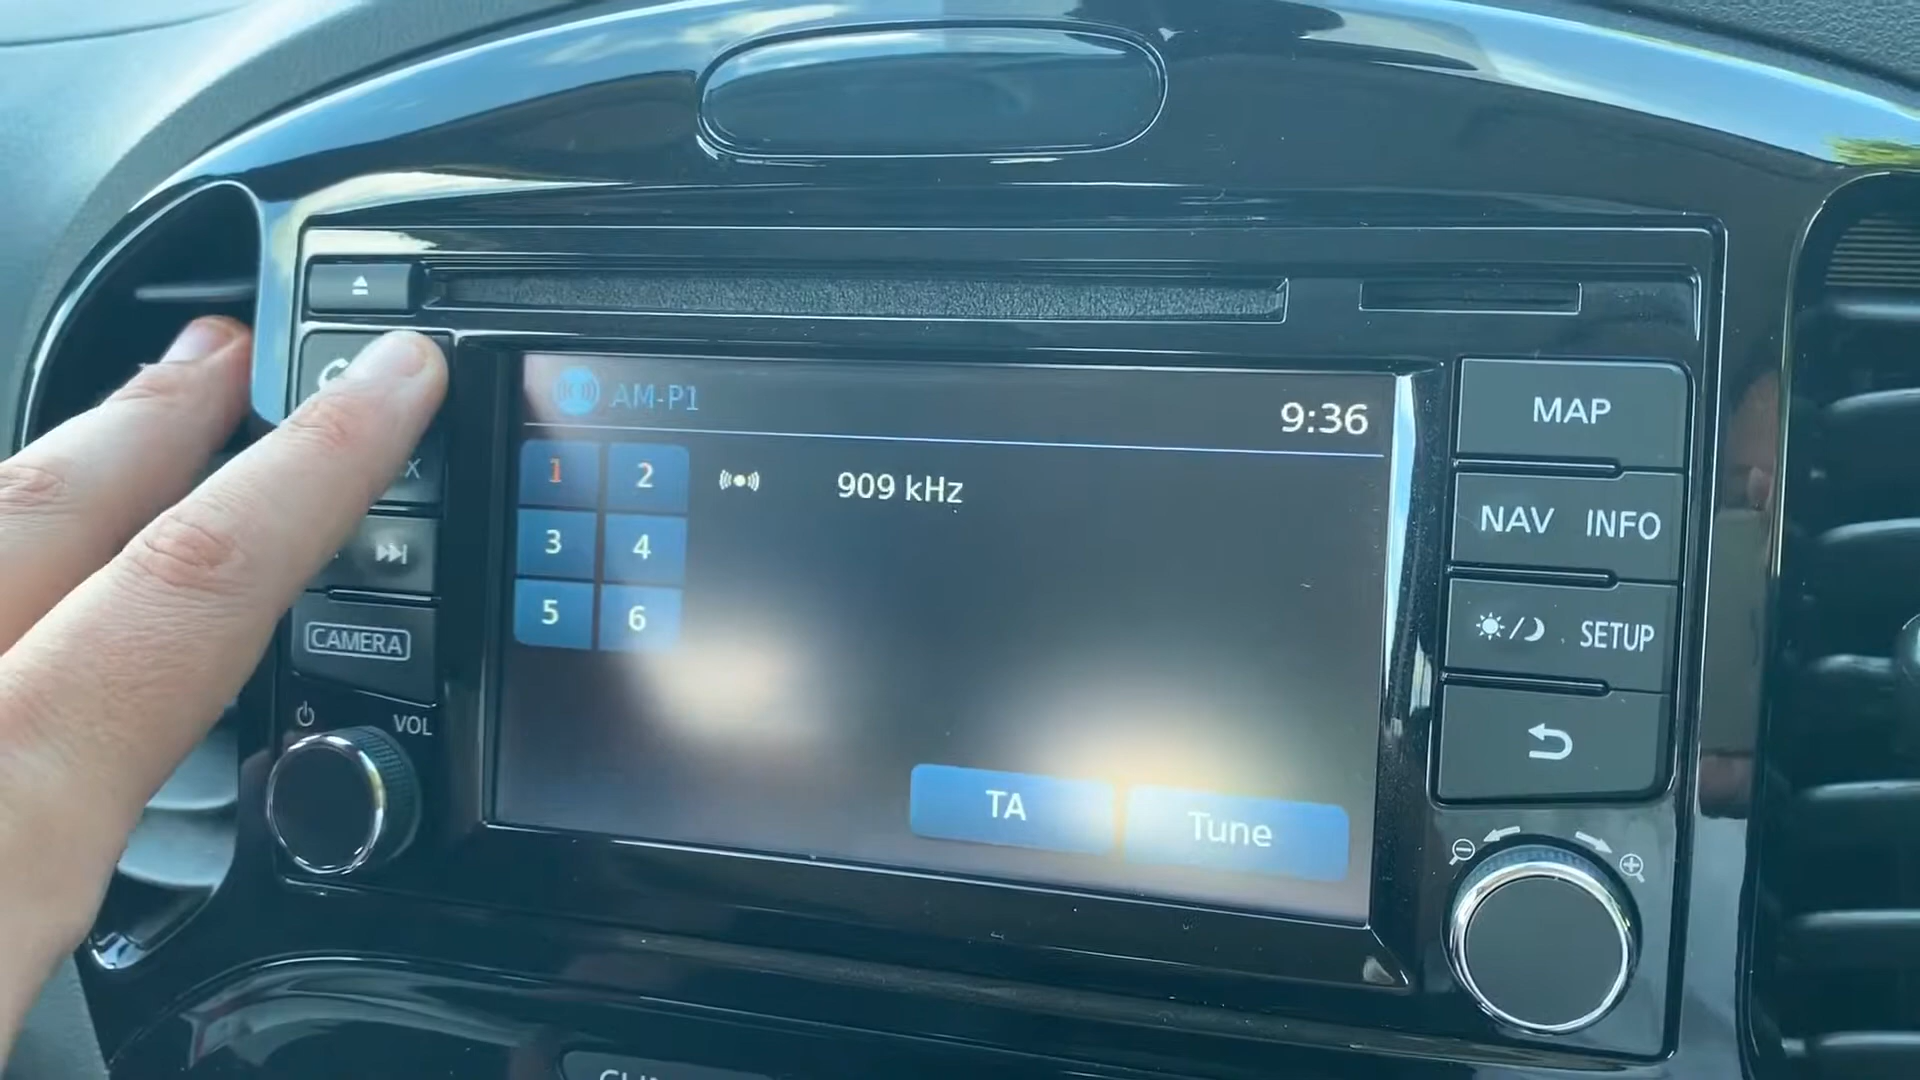 AM-P1
9:36
1 2
909 kHz
3 4
5 6
TA
Tune
X
CAMERA
VOL
MAP
NAV INFO
SETUP